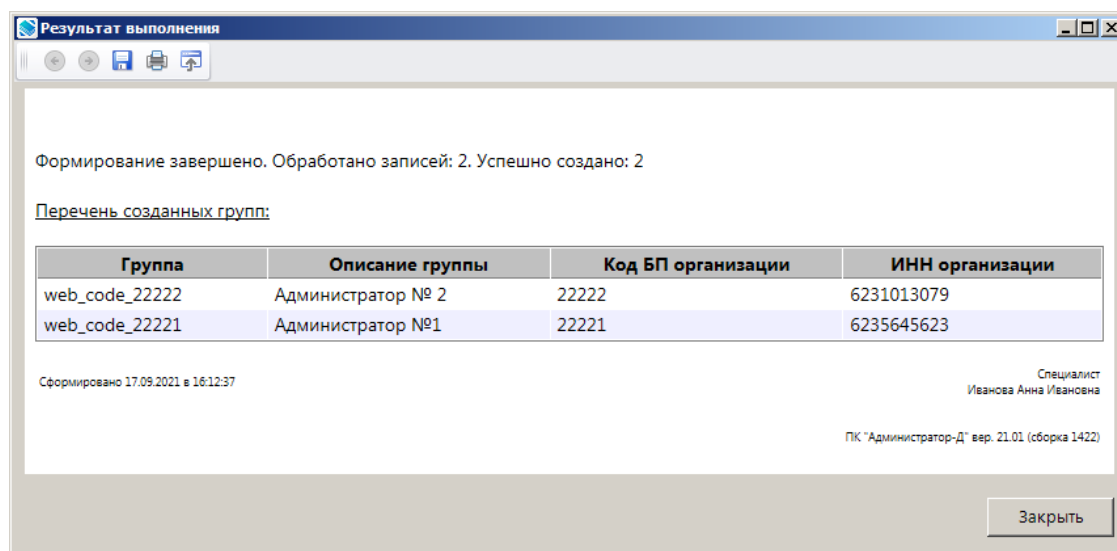 Результат выполнения
Формирование завершено. Обработано записей: 2. Успешно создано: 2
Перечень созданных групп:
Группа Описание группы Код БП организации ИНН организации
web_code_22222 Администратор № 2 22222 6231013079
web_code_22221 Администратор №1 22221 6235645623
Сформировано 17.09.2021 в 16:12:37
Специалист
Иванова Анна Ивановна
ПК "Администратор-Д" вер. 21.01 (сборка 1422)
Закрыть